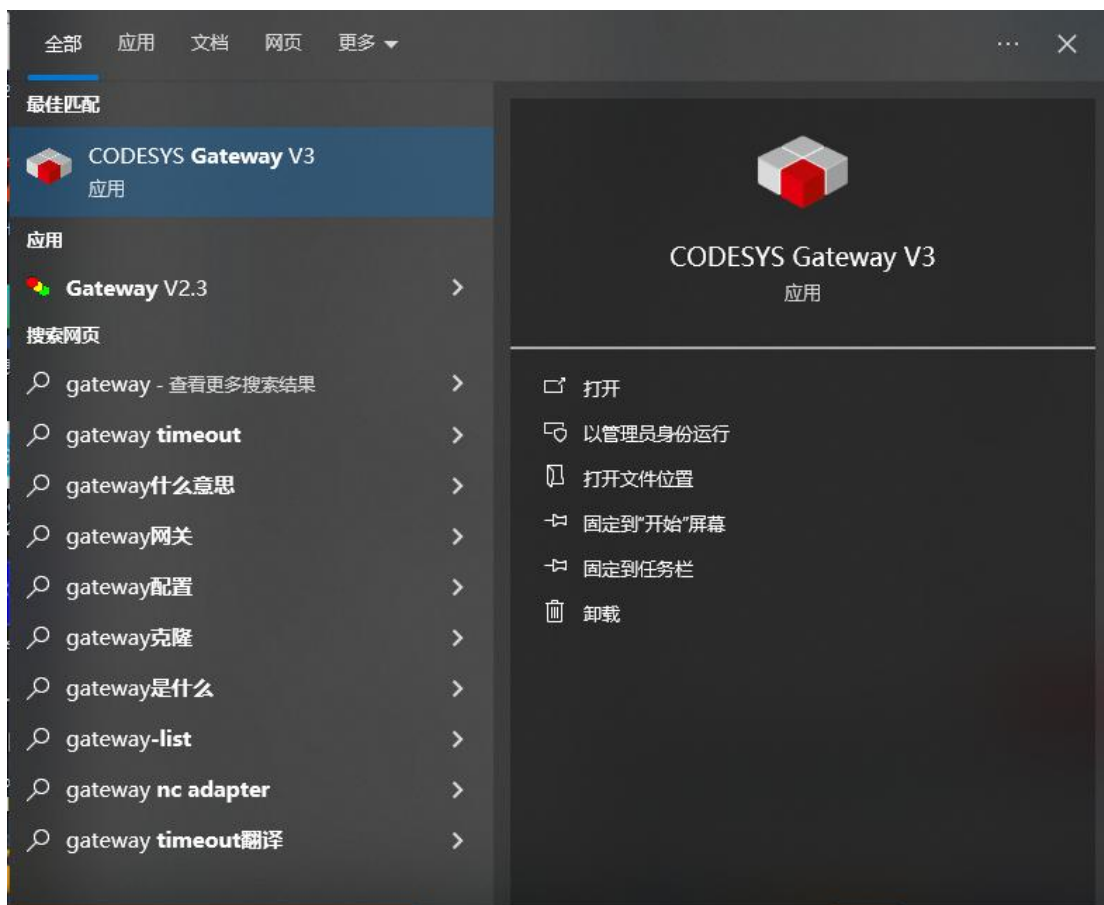 全部 应用 文档 网页 更多
最佳匹配
CODESYS Gateway V3
应用
应用
Gateway V2.3
搜索网页
gateway - 查看更多搜索结果
gateway timeout
gateway什么意思
gateway网关
gateway配置
gateway克隆
gateway是什么
gateway-list
gateway nc adapter
gateway timeout翻译
CODESYS Gateway V3
应用
打开
以管理员身份运行
打开文件位置
固定到"开始"屏幕
固定到任务栏
卸载